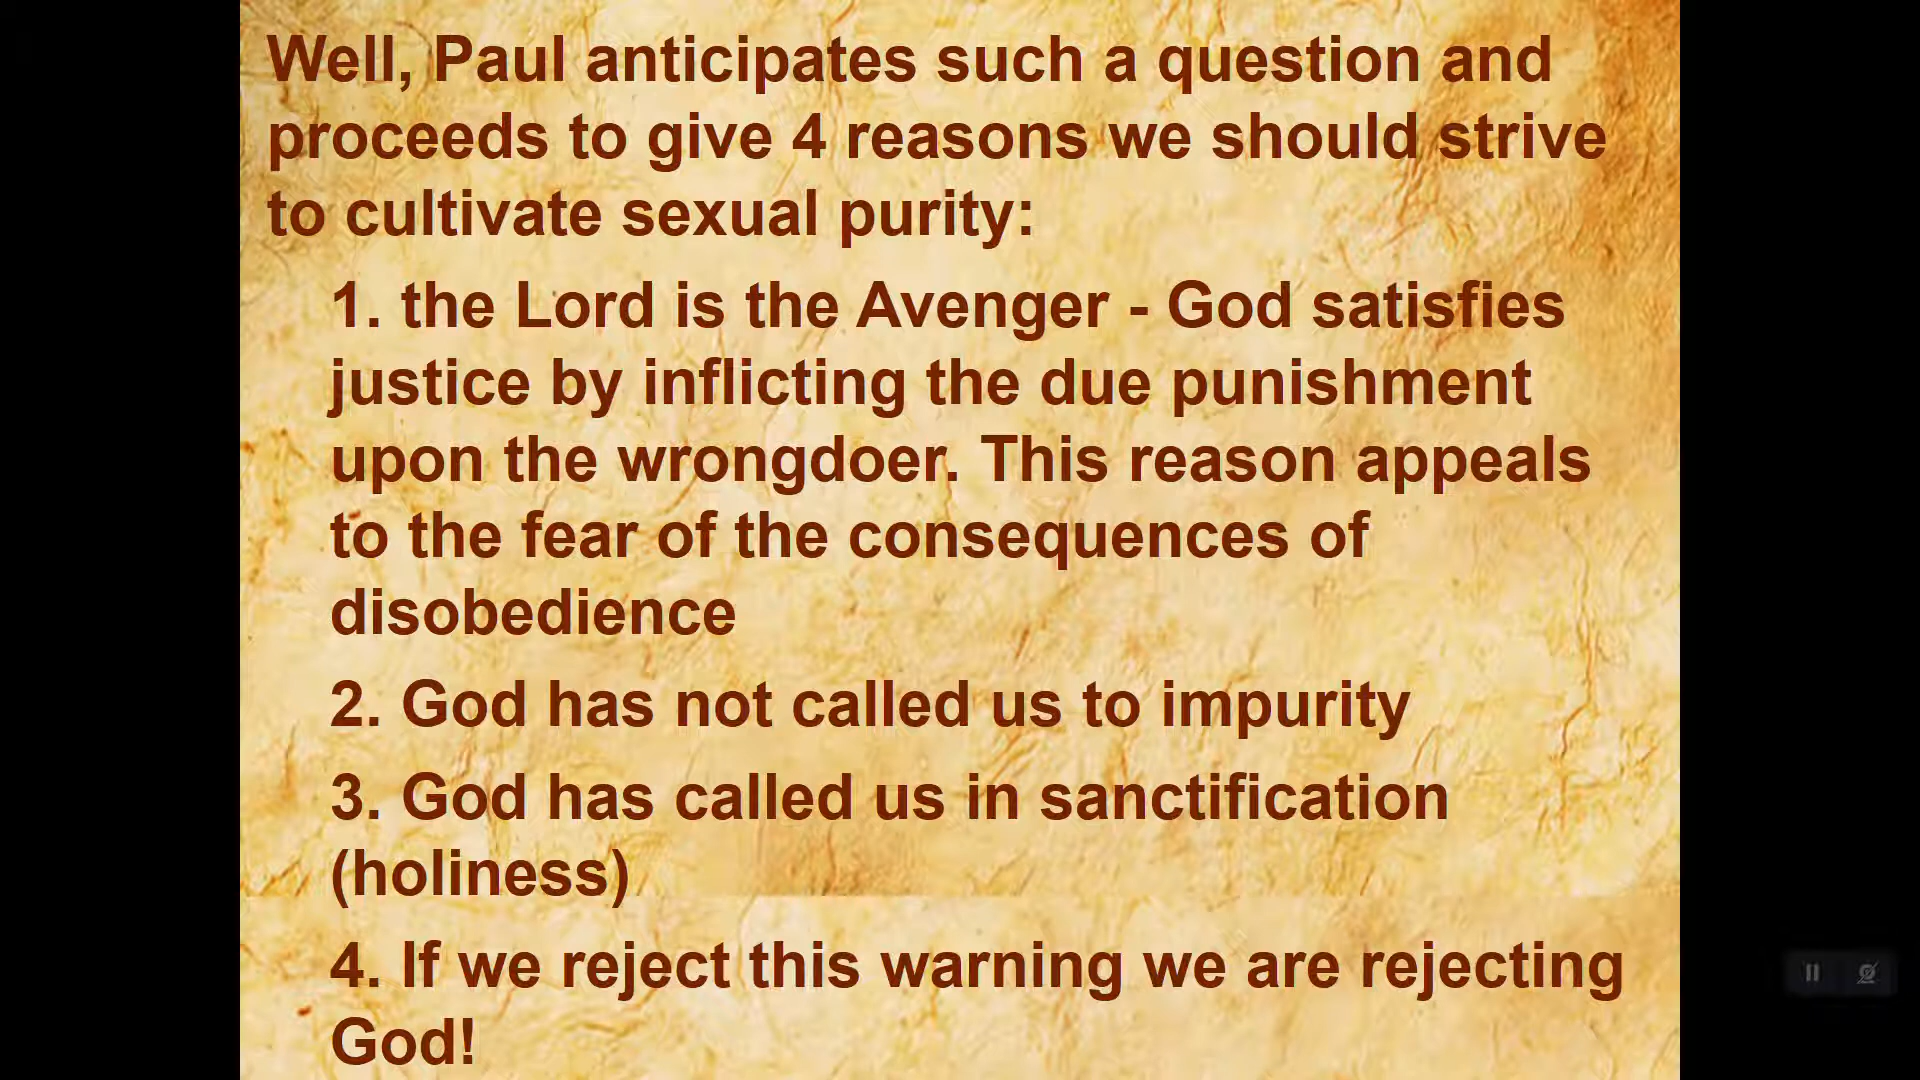 Well, Paul anticipates such a question and
proceeds to give 4 reasons we should strive
to cultivate sexual purity:
1. the Lord is the Avenger - God satisfies
justice by inflicting the due punishment
upon the wrongdoer. This reason appeals
to the fear of the consequences of
disobedience
2. God has not called us to impurity
3. God has called us in sanctification
(holiness)
4. If we reject this warning we are rejecting
God!